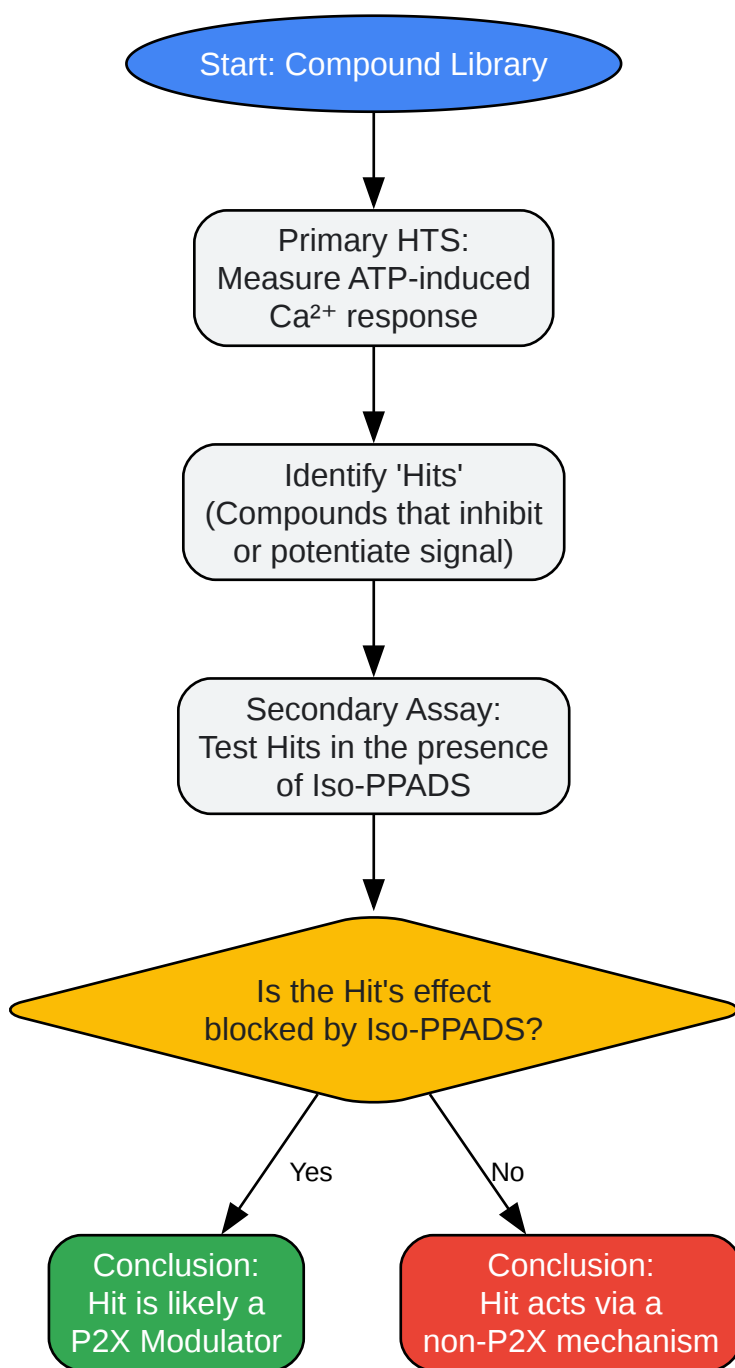 Start: Compound Library
Primary HTS:
Measure ATP-induced
Ca²⁺ response
Identify 'Hits'
(Compounds that inhibit
or potentiate signal)
Secondary Assay:
Test Hits in the presence
of Iso-PPADS
Is the Hit's effect
blocked by Iso-PPADS?
Yes
No
Conclusion:
Hit is likely a
P2X Modulator
Conclusion:
Hit acts via a
non-P2X mechanism